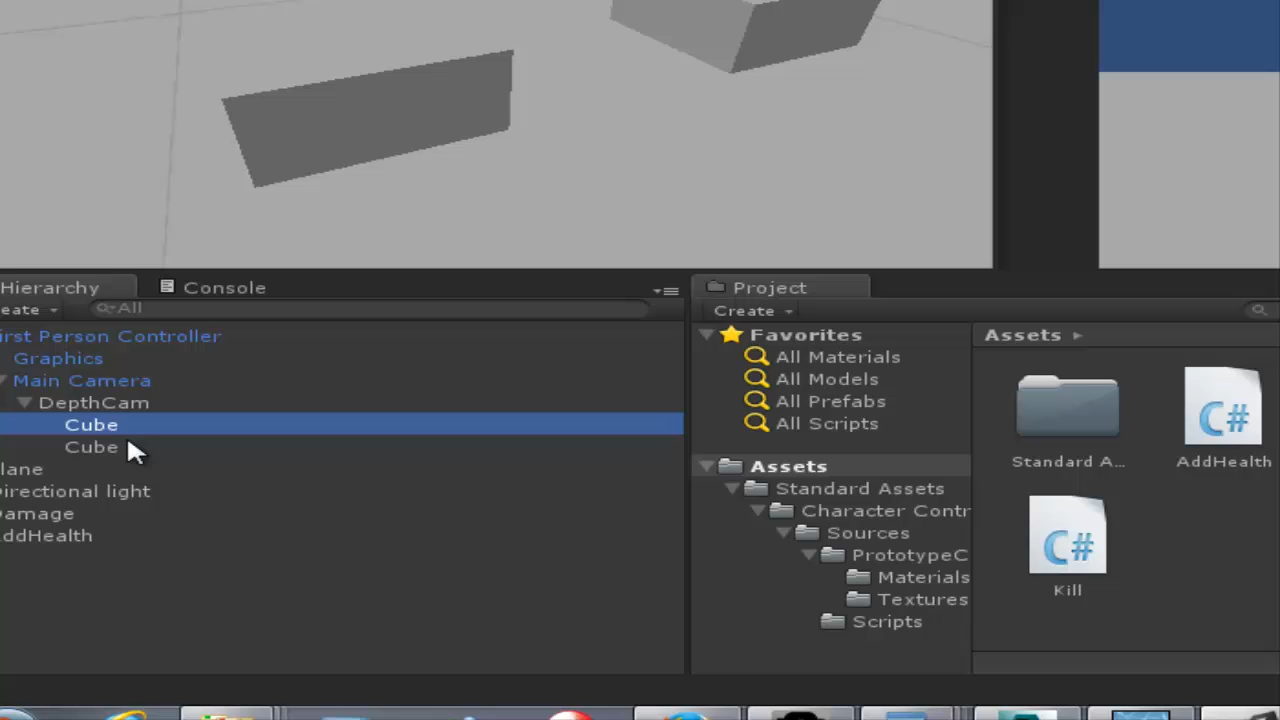 Hierarchy
Console
Project
eate
All
Create
irst Person Controller
Graphics
Main Camera
DepthCam
Cube
Cube
lane
irectional light
amage
ddHealth
Favorites
All Materials
All Models
All Prefabs
All Scripts
Assets
Standard Assets
Character Contr
Sources
PrototypeC
Materials
Textures
Scripts
Assets
Standard A...
C#
AddHealth
C#
Kill